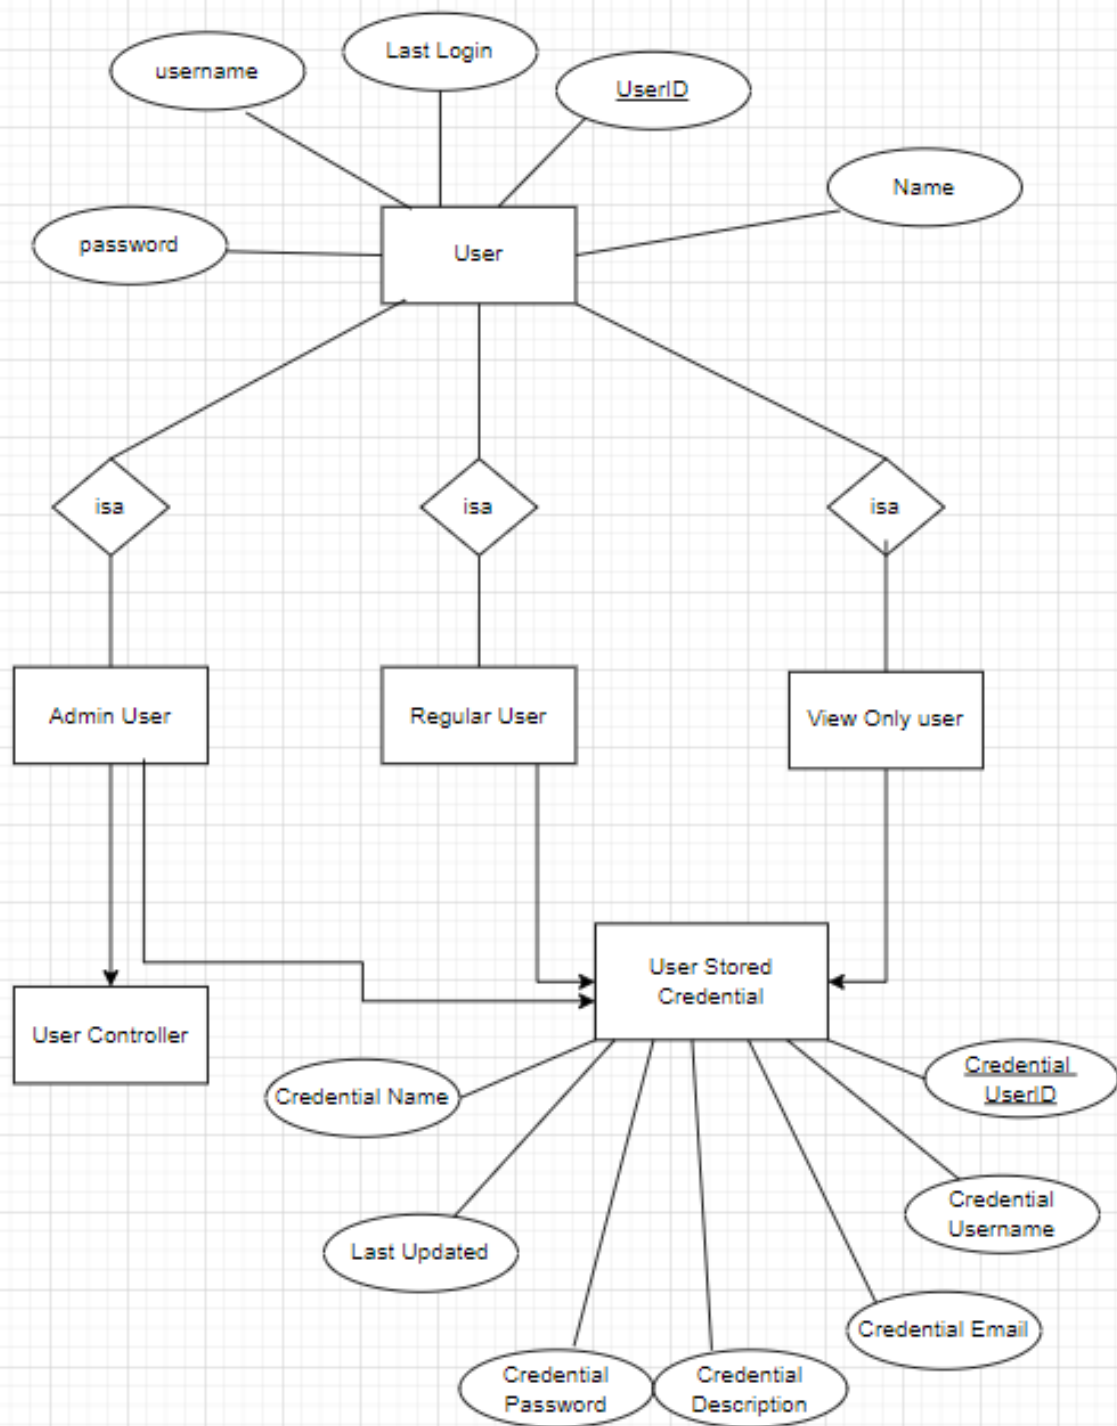 Last Login
username
UserID
Name
password
User
isa
isa
isa
Admin User
Regular User
View Only user
User Stored
Credential
User Controller
Credential Name
Credential
UserID
Credential
Username
Last Updated
Credential Email
Credential
Password
Credential
Description